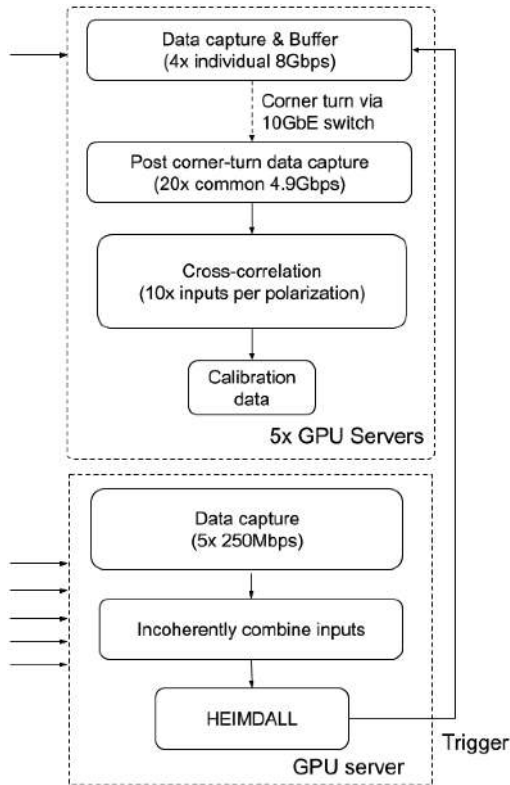 Data capture & Buffer
(4x individual 8Gbps)
Corner turn via
10GbE switch
Post corner-turn data capture
(20x common 4.9Gbps)
Cross-correlation
(10x inputs per polarization)
Calibration
data
5x GPU Servers
Data capture
(5x 250Mbps)
Incoherently combine inputs
HEIMDALL
Trigger
GPU server